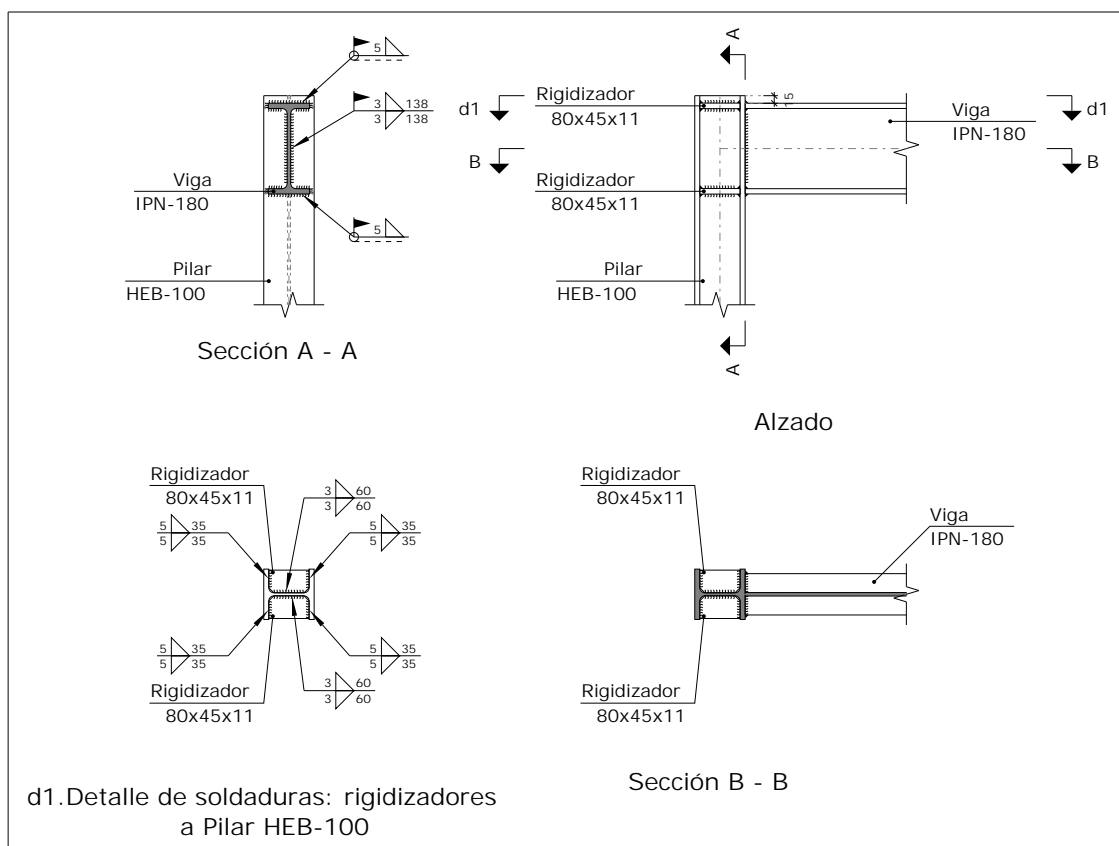 5
3 138
3 138
Viga
IPN-180
5
Pilar
HEB-100
Sección A - A
A
15
d1
d1
Rigidizador
80x45x11
Viga
IPN-180
B
B
Rigidizador
80x45x11
Pilar
HEB-100
A
Alzado
Rigidizador
80x45x11
3 60
3 60
5 35
5 35
5 35
5 35
5 35
5 35
5 35
5 35
Rigidizador
80x45x11
3 60
3 60
d1.Detalle de soldaduras: rigidizadores
a Pilar HEB-100
Rigidizador
80x45x11
Viga
IPN-180
Rigidizador
80x45x11
Sección B - B